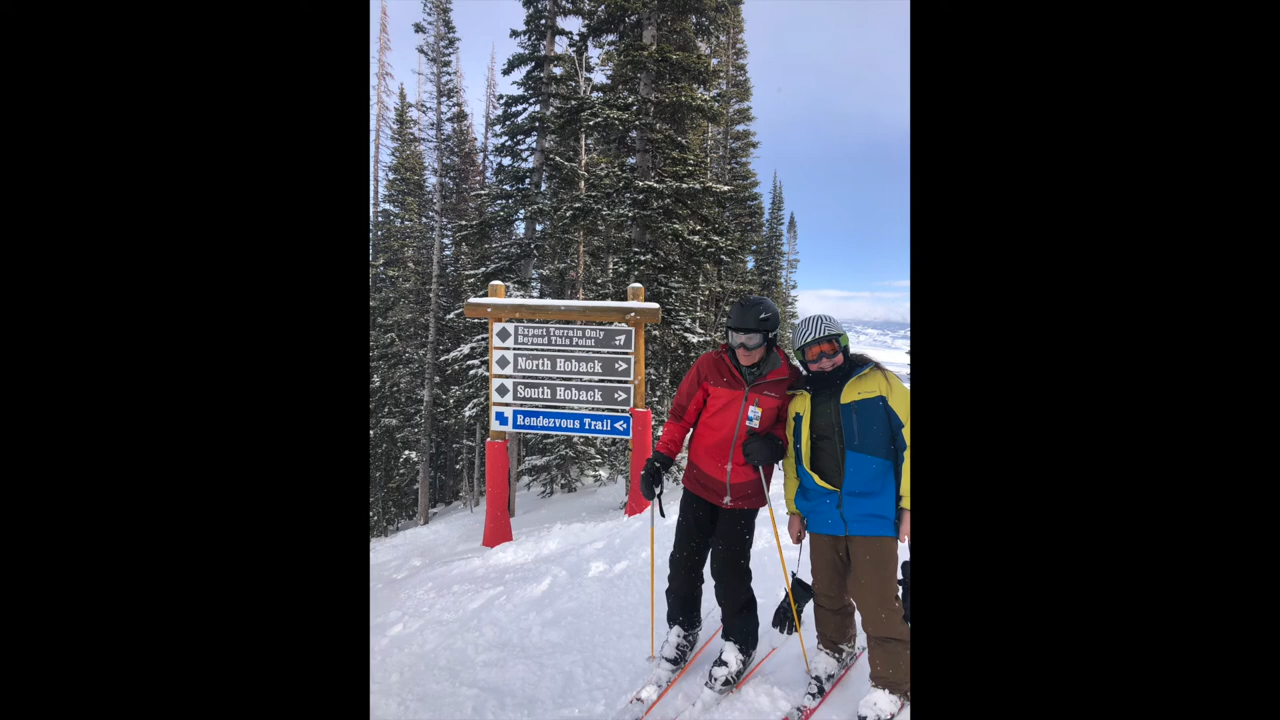 Expert Terrain Only
Beyond This Point
North Hoback
South Hoback
Rendezvous Trail